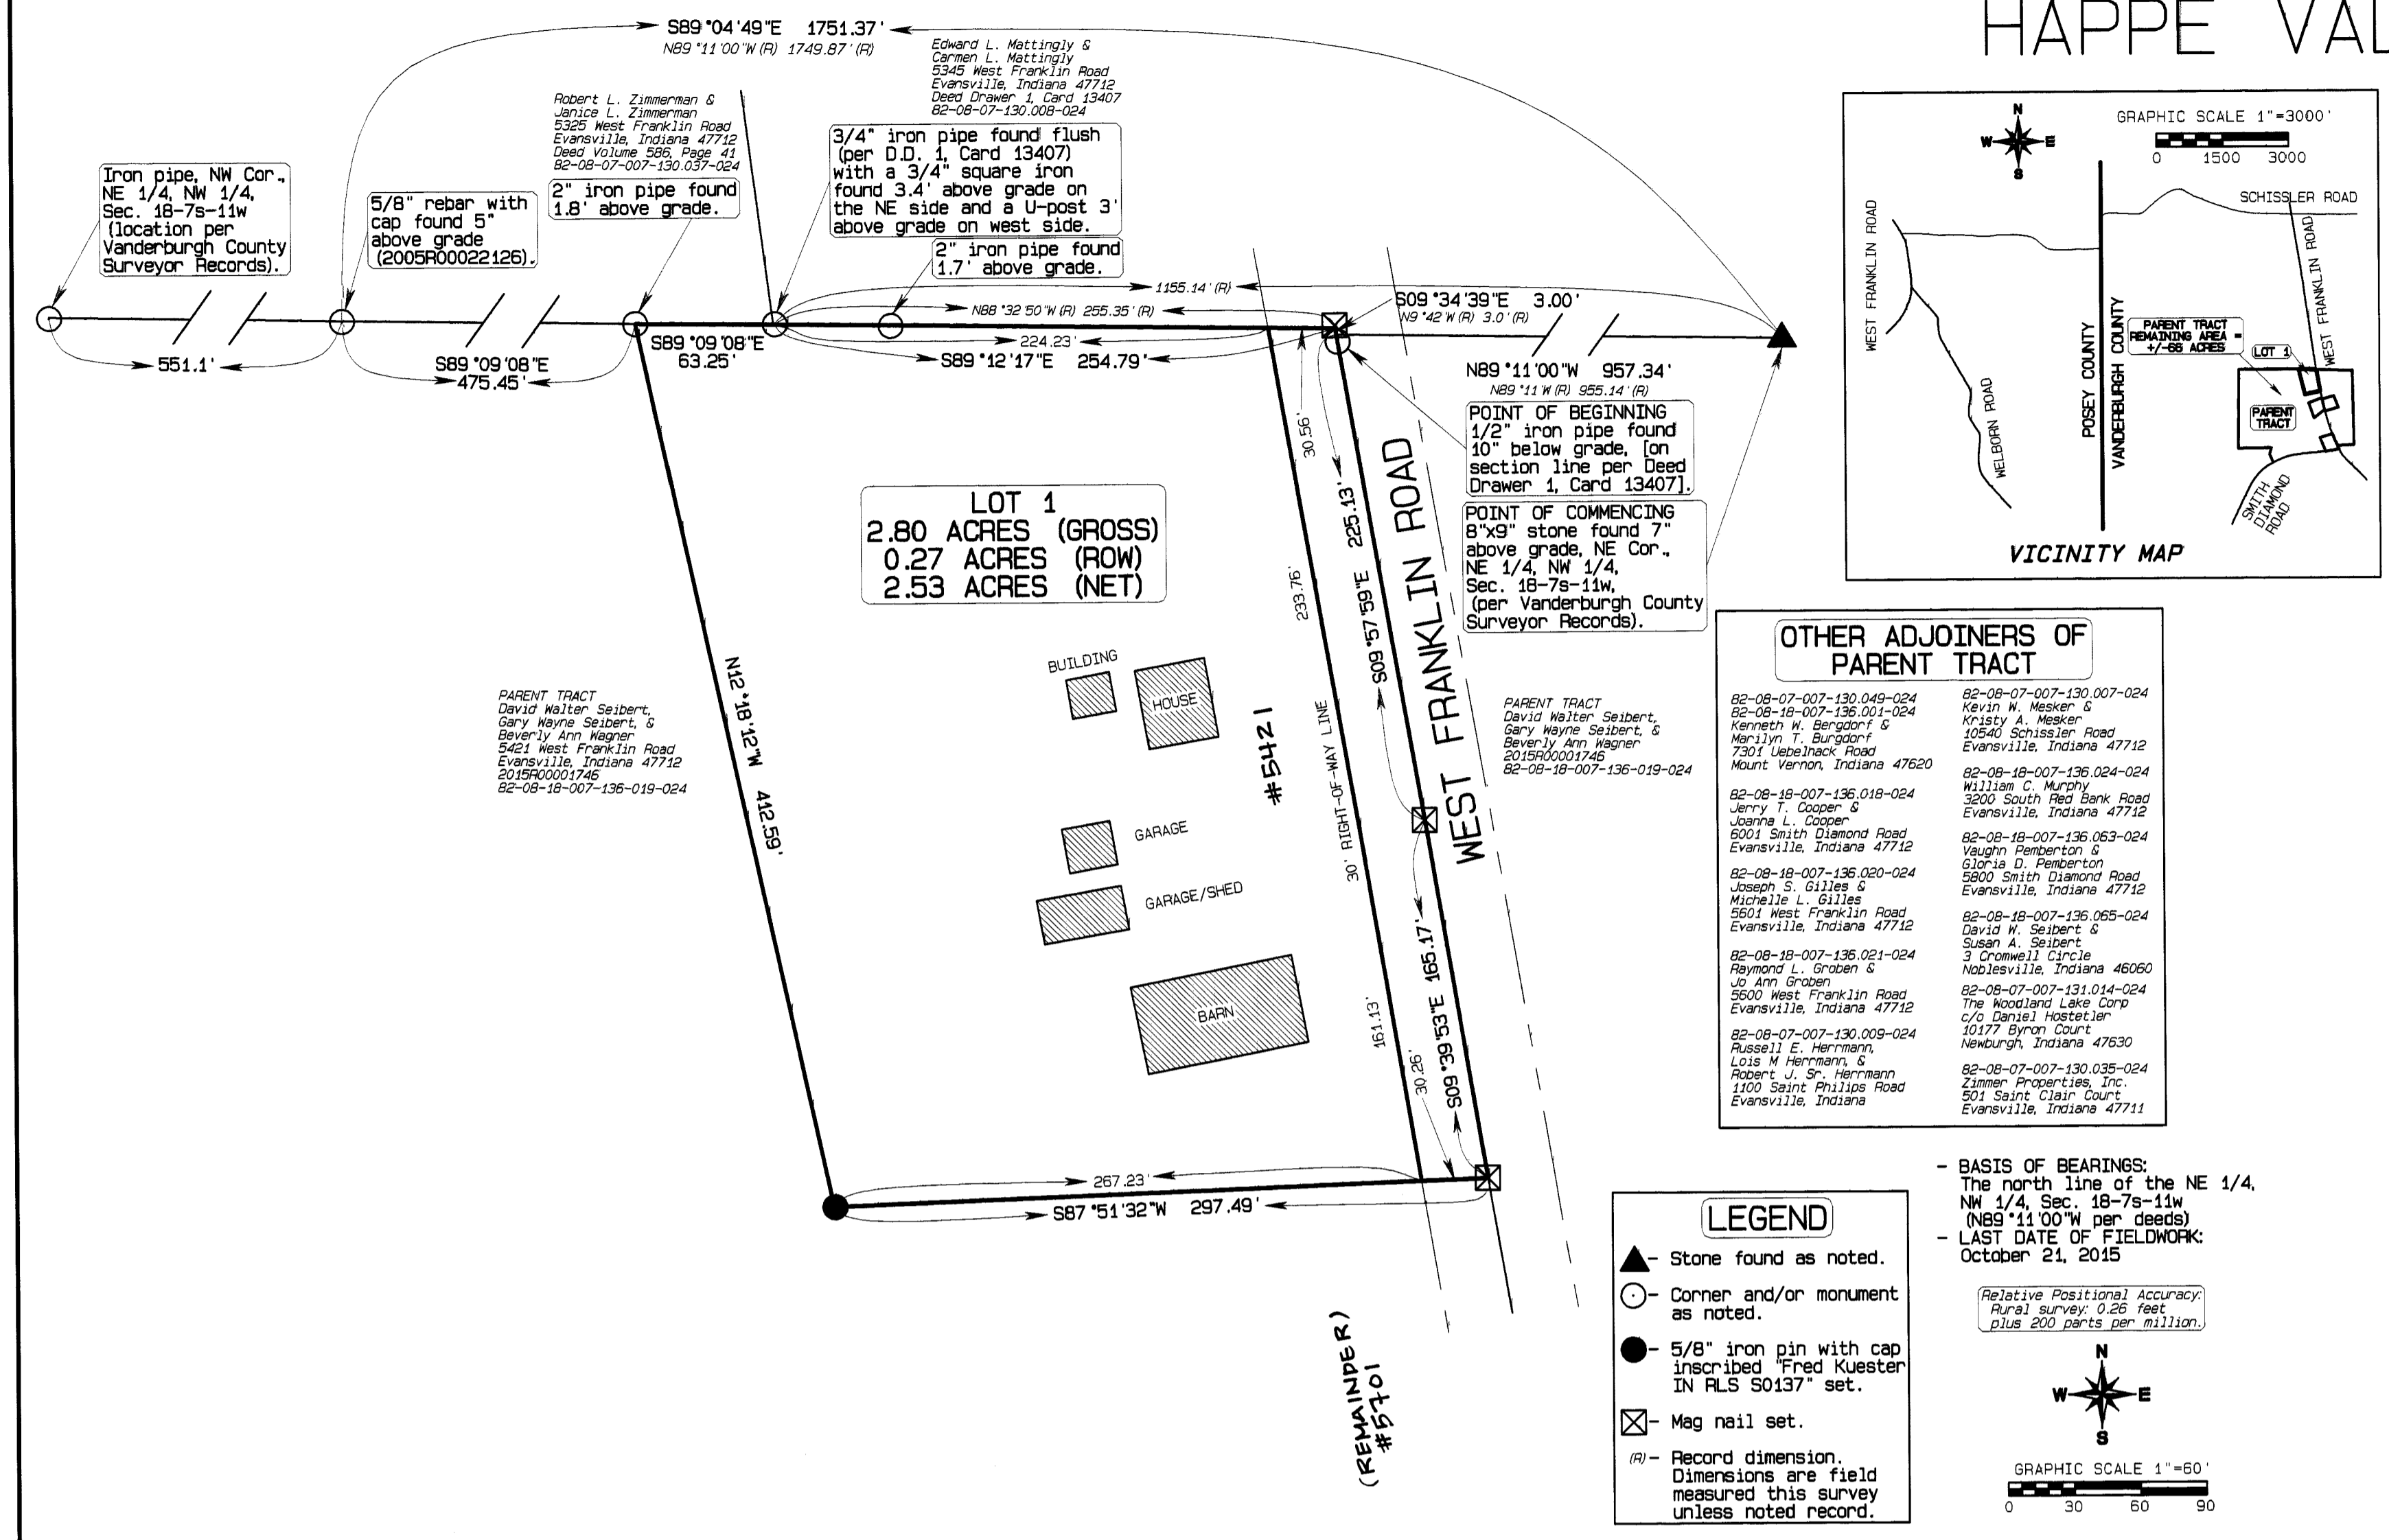 HAPPE VAL
S89°04'49"E 1751.37'
N89°11'00"W (R) 1749.87' (R)
Edward L. Mattingly &
Carmen L. Mattingly
5345 West Franklin Road
Evansville, Indiana 47712
Deed Drawer 1, Card 13407
82-08-07-130.008-024
Robert L. Zimmerman &
Janice L. Zimmerman
5325 West Franklin Road
Evansville, Indiana 47712
Deed Volume 586, Page 41
82-08-07-007-130.037-024
Iron pipe, NW Cor.,
NE 1/4, NW 1/4,
Sec. 18-7s-11w
(location per
Vanderburgh County
Surveyor Records).
5/8" rebar with
cap found 5"
above grade
(2005R00022126).
2" iron pipe found
1.8' above grade.
3/4" iron pipe found flush
(per D.D. 1, Card 13407)
with a 3/4" square iron
found 3.4' above grade on
the NE side and a U-post 3'
above grade on west side.
2" iron pipe found
1.7' above grade.
1155.14' (R)
N88°32'50"W (R) 255.35' (R)
224.23'
S89°12'17"E 254.79'
S09°34'39"E 3.00'
N9°42'W (R) 3.0' (R)
551.1'
S89°09'08"E
475.45'
S89°09'08"E
63.25'
N89°11'00"W 957.34'
N89°11'W (R) 955.14' (R)
POINT OF BEGINNING
1/2" iron pipe found
10" below grade, [on
section line per Deed
Drawer 1, Card 13407].
POINT OF COMMENCING
8"x9" stone found 7"
above grade, NE Cor.,
NE 1/4, NW 1/4,
Sec. 18-7s-11w,
(per Vanderburgh County
Surveyor Records).
LOT 1
2.80 ACRES (GROSS)
0.27 ACRES (ROW)
2.53 ACRES (NET)
30.56'
233.76'
S09°57'59"E 225.13'
WEST FRANKLIN ROAD
30' RIGHT-OF-WAY LINE
N12°18'12"W 412.59'
BUILDING
HOUSE
#5421
GARAGE
GARAGE/SHED
BARN
PARENT TRACT
David Walter Seibert,
Gary Wayne Seibert, &
Beverly Ann Wagner
5421 West Franklin Road
Evansville, Indiana 47712
2015R00001746
82-08-18-007-136-019-024
PARENT TRACT
David Walter Seibert,
Gary Wayne Seibert, &
Beverly Ann Wagner
2015R00001746
82-08-18-007-136-019-024
161.13'
30.26'
S09°39'53"E 165.17'
267.23'
S87°51'32"W 297.49'
(REMAINDER)
#5701
N
W E
S
GRAPHIC SCALE 1"=3000'
0 1500 3000
SCHISSLER ROAD
WEST FRANKLIN ROAD
WEST FRANKLIN ROAD
WELBORN ROAD
POSEY COUNTY
VANDERBURGH COUNTY
PARENT TRACT
REMAINING AREA =
+/-66 ACRES
LOT 1
PARENT
TRACT
SMITH
DIAMOND
ROAD
VICINITY MAP
OTHER ADJOINERS OF
PARENT TRACT
82-08-07-007-130.049-024
82-08-18-007-136.001-024
Kenneth W. Bergdorf &
Marilyn T. Burgdorf
7301 Uebelhack Road
Mount Vernon, Indiana 47620
82-08-18-007-136.018-024
Jerry T. Cooper &
Joanna L. Cooper
6001 Smith Diamond Road
Evansville, Indiana 47712
82-08-18-007-136.020-024
Joseph S. Gilles &
Michelle L. Gilles
5601 West Franklin Road
Evansville, Indiana 47712
82-08-18-007-136.021-024
Raymond L. Groben &
Jo Ann Groben
5600 West Franklin Road
Evansville, Indiana 47712
82-08-07-007-130.009-024
Russell E. Herrmann,
Lois M Herrmann, &
Robert J. Sr. Herrmann
1100 Saint Philips Road
Evansville, Indiana
82-08-07-007-130.007-024
Kevin W. Mesker &
Kristy A. Mesker
10540 Schissler Road
Evansville, Indiana 47712
82-08-18-007-136.024-024
William C. Murphy
3200 South Red Bank Road
Evansville, Indiana 47712
82-08-18-007-136.063-024
Vaughn Pemberton &
Gloria D. Pemberton
5800 Smith Diamond Road
Evansville, Indiana 47712
82-08-18-007-136.065-024
David W. Seibert &
Susan A. Seibert
3 Cromwell Circle
Noblesville, Indiana 46060
82-08-07-007-131.014-024
The Woodland Lake Corp
c/o Daniel Hostetler
10177 Byron Court
Newburgh, Indiana 47630
82-08-07-007-130.035-024
Zimmer Properties, Inc.
501 Saint Clair Court
Evansville, Indiana 47711
LEGEND
- Stone found as noted.
- Corner and/or monument
as noted.
- 5/8" iron pin with cap
inscribed "Fred Kuester
IN RLS S0137" set.
- Mag nail set.
(R) - Record dimension.
Dimensions are field
measured this survey
unless noted record.
- BASIS OF BEARINGS:
The north line of the NE 1/4,
NW 1/4, Sec. 18-7s-11w
(N89°11'00"W per deeds)
- LAST DATE OF FIELDWORK:
October 21, 2015
Relative Positional Accuracy:
Rural survey: 0.26 feet
plus 200 parts per million.
N
W E
S
GRAPHIC SCALE 1"=60'
0 30 60 90